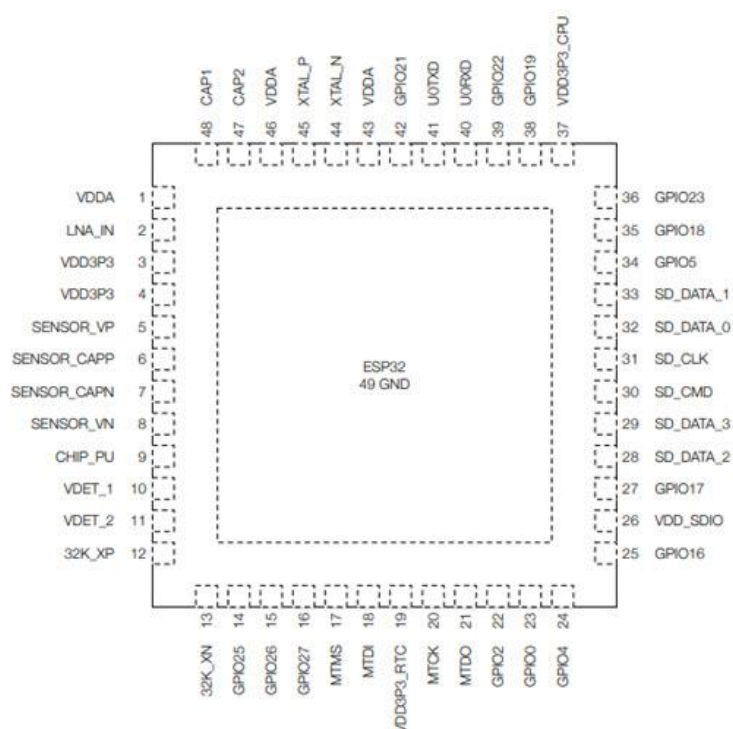 CAP1
CAP2
VDDA
XTAL_P
XTAL_N
VDDA
GPIO21
U0TXD
U0RXD
GPIO22
GPIO19
VDD3P3_CPU
48
47
46
45
44
43
42
41
40
39
38
37
VDDA 1
LNA_IN 2
VDD3P3 3
VDD3P3 4
SENSOR_VP 5
SENSOR_CAPP 6
SENSOR_CAPN 7
SENSOR_VN 8
CHIP_PU 9
VDET_1 10
VDET_2 11
32K_XP 12
ESP32
49 GND
36 GPIO23
35 GPIO18
34 GPIO5
33 SD_DATA_1
32 SD_DATA_0
31 SD_CLK
30 SD_CMD
29 SD_DATA_3
28 SD_DATA_2
27 GPIO17
26 VDD_SDIO
25 GPIO16
13
14
15
16
17
18
19
20
21
22
23
24
32K_XN
GPIO25
GPIO26
GPIO27
MTMS
MTDI
VDD3P3_RTC
MTCK
MTDO
GPIO2
GPIO0
GPIO4